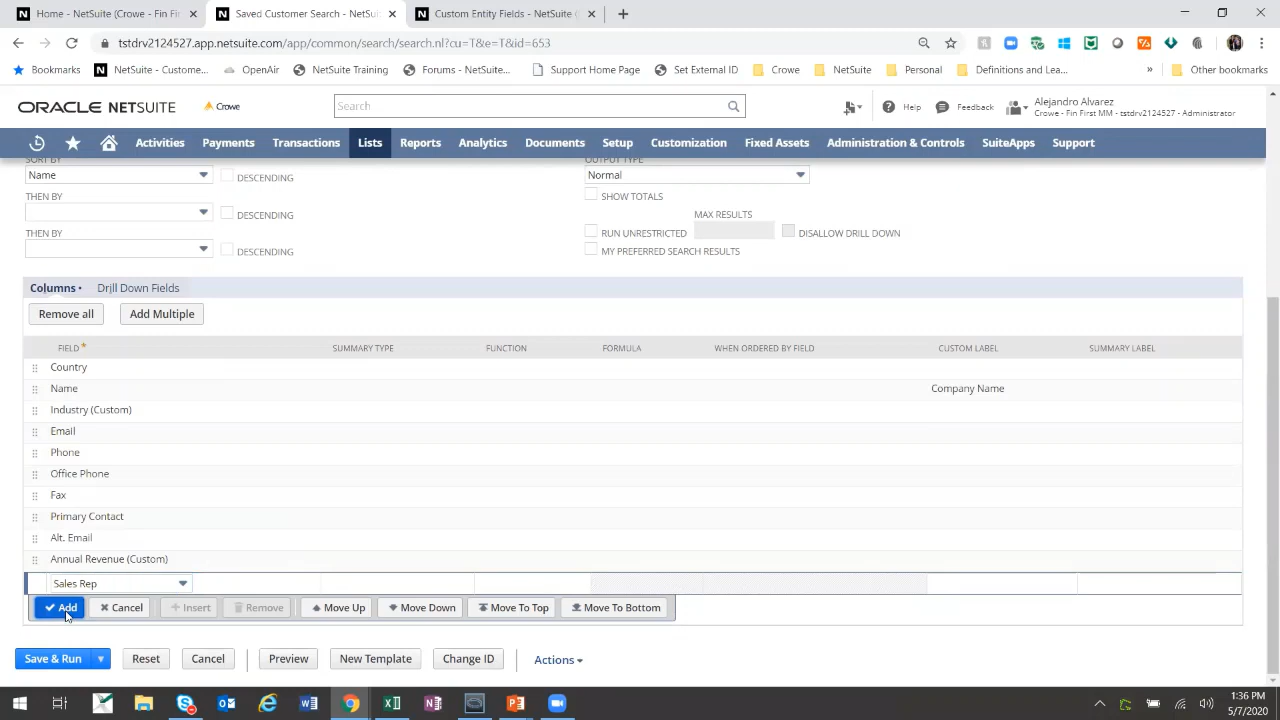 Home - NetSuite (Crowe - Fin Fi
Saved Customer Search - NetSuit
Custom Entity Fields - NetSuite (
tstdrv2124527.app.netsuite.com/app/common/search/search.nl?cu=T&e=T&id=653
Bookmarks
NetSuite - Custome...
OpenAir
NetSuite Training
Forums - NetSuite...
Support Home Page
Set External ID
Crowe
NetSuite
Personal
Definitions and Lea...
»
Other bookmarks
ORACLE NETSUITE
Crowe
Search
Help
Feedback
Alejandro Alvarez
Crowe - Fin First MM - tstdrv2124527 - Administrator
Activities
Payments
Transactions
Lists
Reports
Analytics
Documents
Setup
Customization
Fixed Assets
Administration & Controls
SuiteApps
Support
SORT BY
OUTPUT TYPE
Name
DESCENDING
Normal
THEN BY
SHOW TOTALS
DESCENDING
MAX RESULTS
THEN BY
RUN UNRESTRICTED
DISALLOW DRILL DOWN
DESCENDING
MY PREFERRED SEARCH RESULTS
Columns •
Drill Down Fields
Remove all
Add Multiple
FIELD *
SUMMARY TYPE
FUNCTION
FORMULA
WHEN ORDERED BY FIELD
CUSTOM LABEL
SUMMARY LABEL
Country
Name
Company Name
Industry (Custom)
Email
Phone
Office Phone
Fax
Primary Contact
Alt. Email
Annual Revenue (Custom)
Sales Rep
Add
Cancel
Insert
Remove
Move Up
Move Down
Move To Top
Move To Bottom
Save & Run
Reset
Cancel
Preview
New Template
Change ID
Actions
1:36 PM
5/7/2020